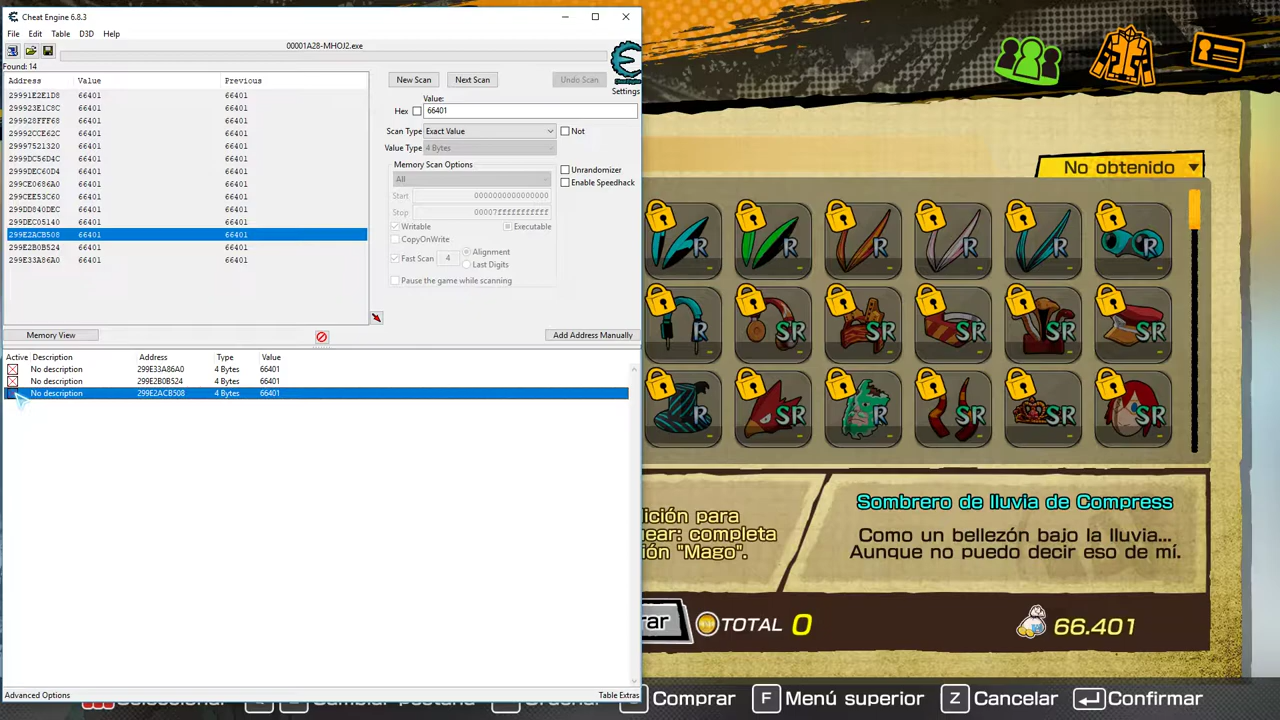 Cheat Engine 6.8.3
File Edit Table D3D Help
00001A28-MHOJ2.exe
Found: 14
Address Value Previous
29991E2E1D8 66401 66401
299923E1C8C 66401 66401
299928FFF68 66401 66401
29992CCE62C 66401 66401
29997521320 66401 66401
2999DC56D4C 66401 66401
2999DEC60D4 66401 66401
299CE0686A0 66401 66401
299CEE53C60 66401 66401
299DD840DEC 66401 66401
299DEC05140 66401 66401
299E2ACB508 66401 66401
299E2B0B524 66401 66401
299E33A86A0 66401 66401
New Scan Next Scan Undo Scan
Settings
Value:
Hex 66401
Scan Type Exact Value Not
Value Type 4 Bytes
Memory Scan Options
All
Unrandomizer
Enable Speedhack
Start 0000000000000000
Stop 00007fffffffffff
Writable Executable
CopyOnWrite
Fast Scan 4 Alignment
Last Digits
Pause the game while scanning
Memory View Add Address Manually
Active Description Address Type Value
No description 299E33A86A0 4 Bytes 66401
No description 299E2B0B524 4 Bytes 66401
No description 299E2ACB508 4 Bytes 66401
Advanced Options Table Extras
No obtenido
R R R R R R
R SR SR SR SR SR
R SR R SR SR SR
ición para
uear: completa
ión "Mago".
Sombrero de lluvia de Compress
Como un bellezón bajo la lluvia...
Aunque no puedo decir eso de mí.
rar TOTAL 0 66.401
Comprar F Menú superior Z Cancelar Confirmar